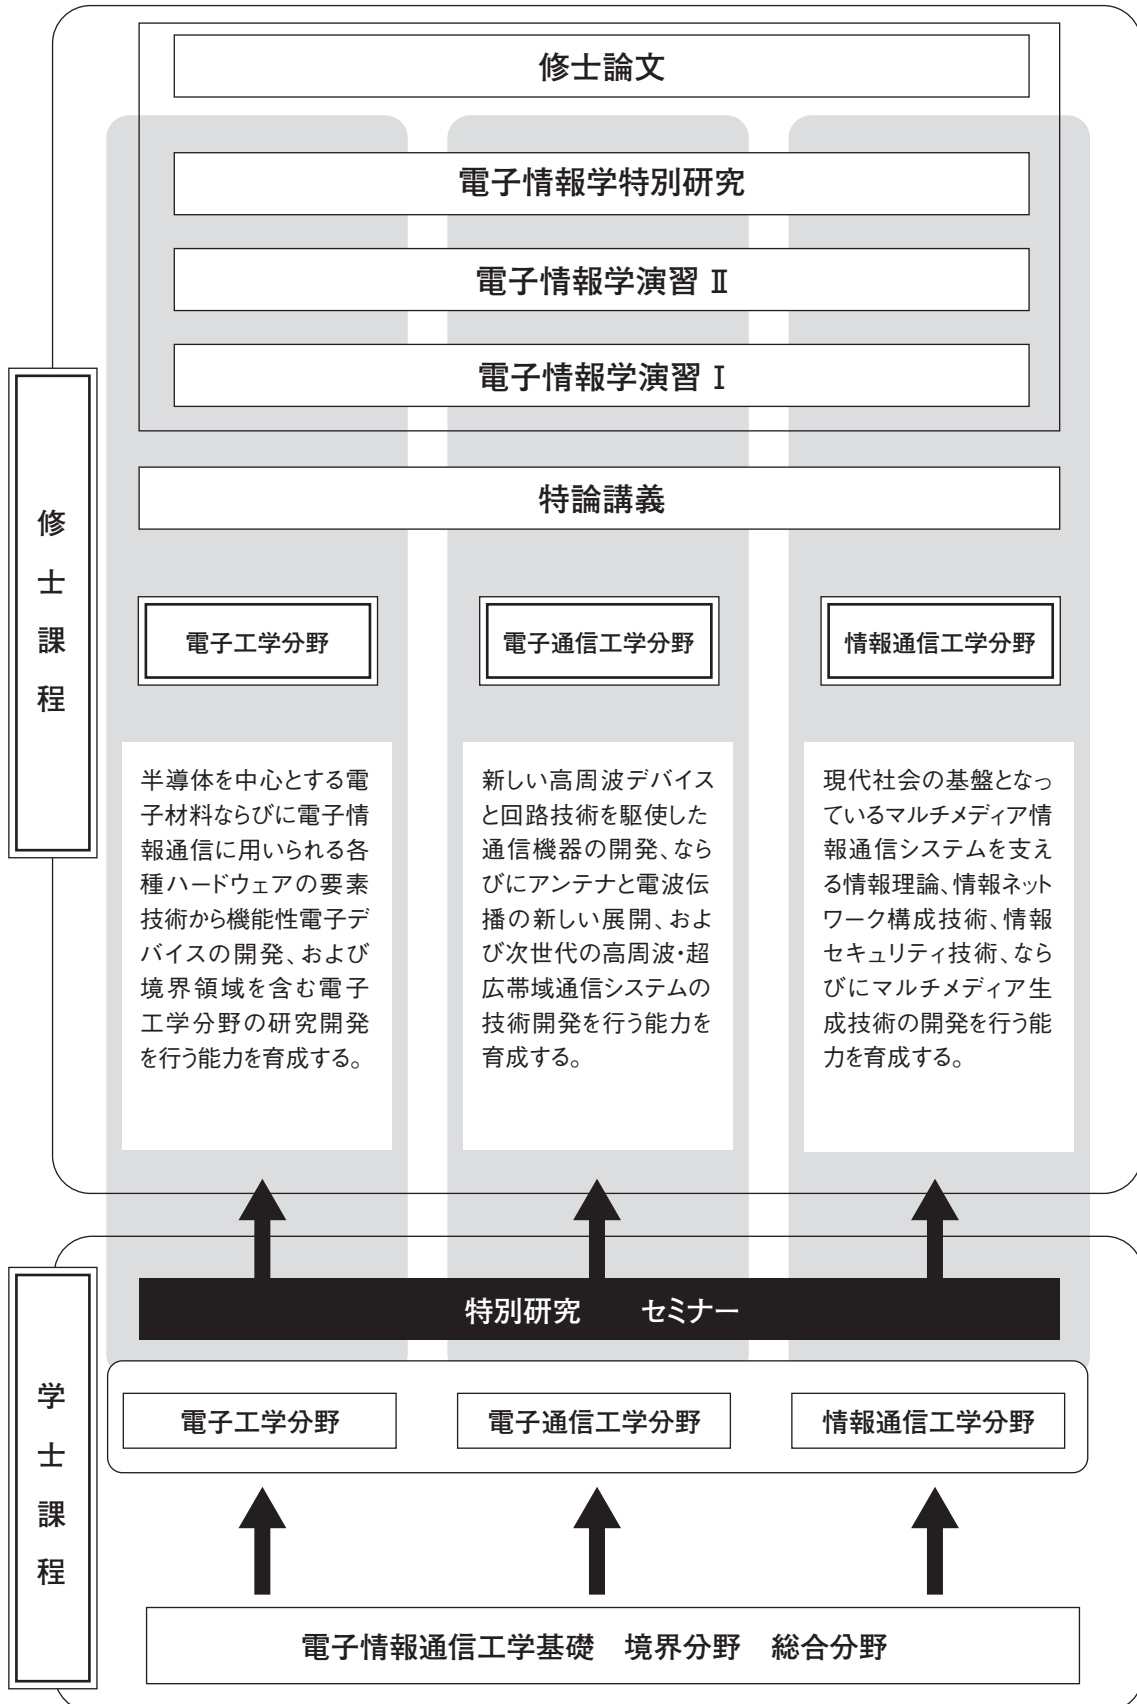 修士論文
電子情報学特別研究
電子情報学演習 Ⅱ
電子情報学演習 Ⅰ
特論講義
修士課程
電子工学分野
電子通信工学分野
情報通信工学分野
半導体を中心とする電
子材料ならびに電子情
報通信に用いられる各
種ハードウェアの要素
技術から機能性電子デ
バイスの開発、および
境界領域を含む電子
工学分野の研究開発
を行う能力を育成する。
新しい高周波デバイス
と回路技術を駆使した
通信機器の開発、なら
びにアンテナと電波伝
播の新しい展開、およ
び次世代の高周波・超
広帯域通信システムの
技術開発を行う能力を
育成する。
現代社会の基盤となっ
ているマルチメディア情
報通信システムを支え
る情報理論、情報ネット
ワーク構成技術、情報
セキュリティ技術、なら
びにマルチメディア生
成技術の開発を行う能
力を育成する。
特別研究 セミナー
学士課程
電子工学分野
電子通信工学分野
情報通信工学分野
電子情報通信工学基礎 境界分野 総合分野